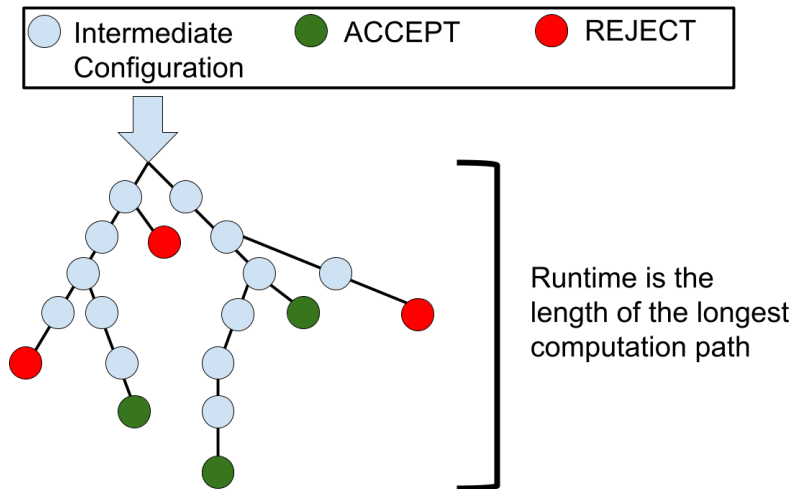 Intermediate
Configuration
ACCEPT
REJECT
Runtime is the
length of the longest
computation path